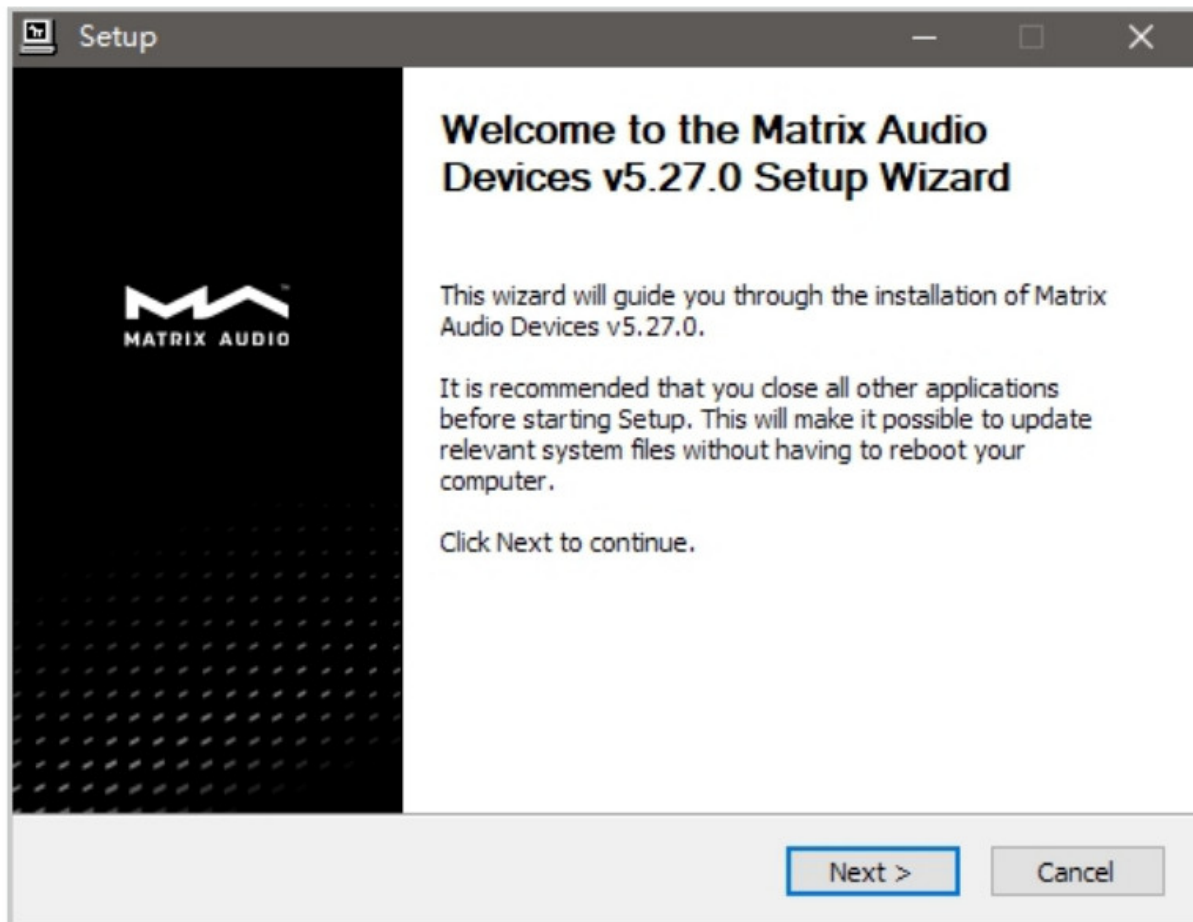 Setup
Welcome to the Matrix Audio
Devices v5.27.0 Setup Wizard
MATRIX AUDIO
This wizard will guide you through the installation of Matrix
Audio Devices v5.27.0.
It is recommended that you close all other applications
before starting Setup. This will make it possible to update
relevant system files without having to reboot your
computer.
Click Next to continue.
Next >
Cancel